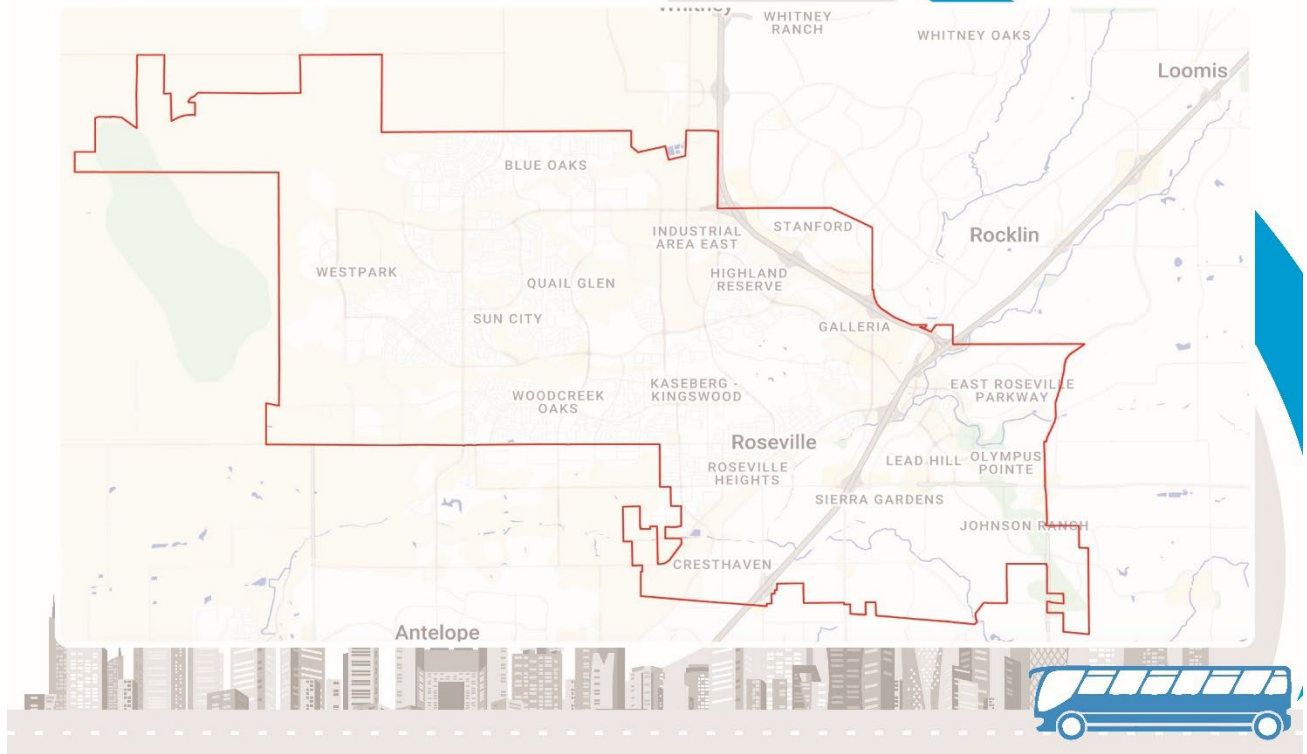 Whitney
WHITNEY
RANCH
WHITNEY OAKS
Loomis
BLUE OAKS
INDUSTRIAL
AREA EAST
STANFORD
Rocklin
WESTPARK
QUAIL GLEN
HIGHLAND
RESERVE
SUN CITY
GALLERIA
WOODCREEK
OAKS
KASEBERG -
KINGSWOOD
EAST ROSEVILLE
PARKWAY
Roseville
ROSEVILLE
HEIGHTS
LEAD HILL
OLYMPUS
POINTE
SIERRA GARDENS
JOHNSON RANCH
CRESTHAVEN
Antelope